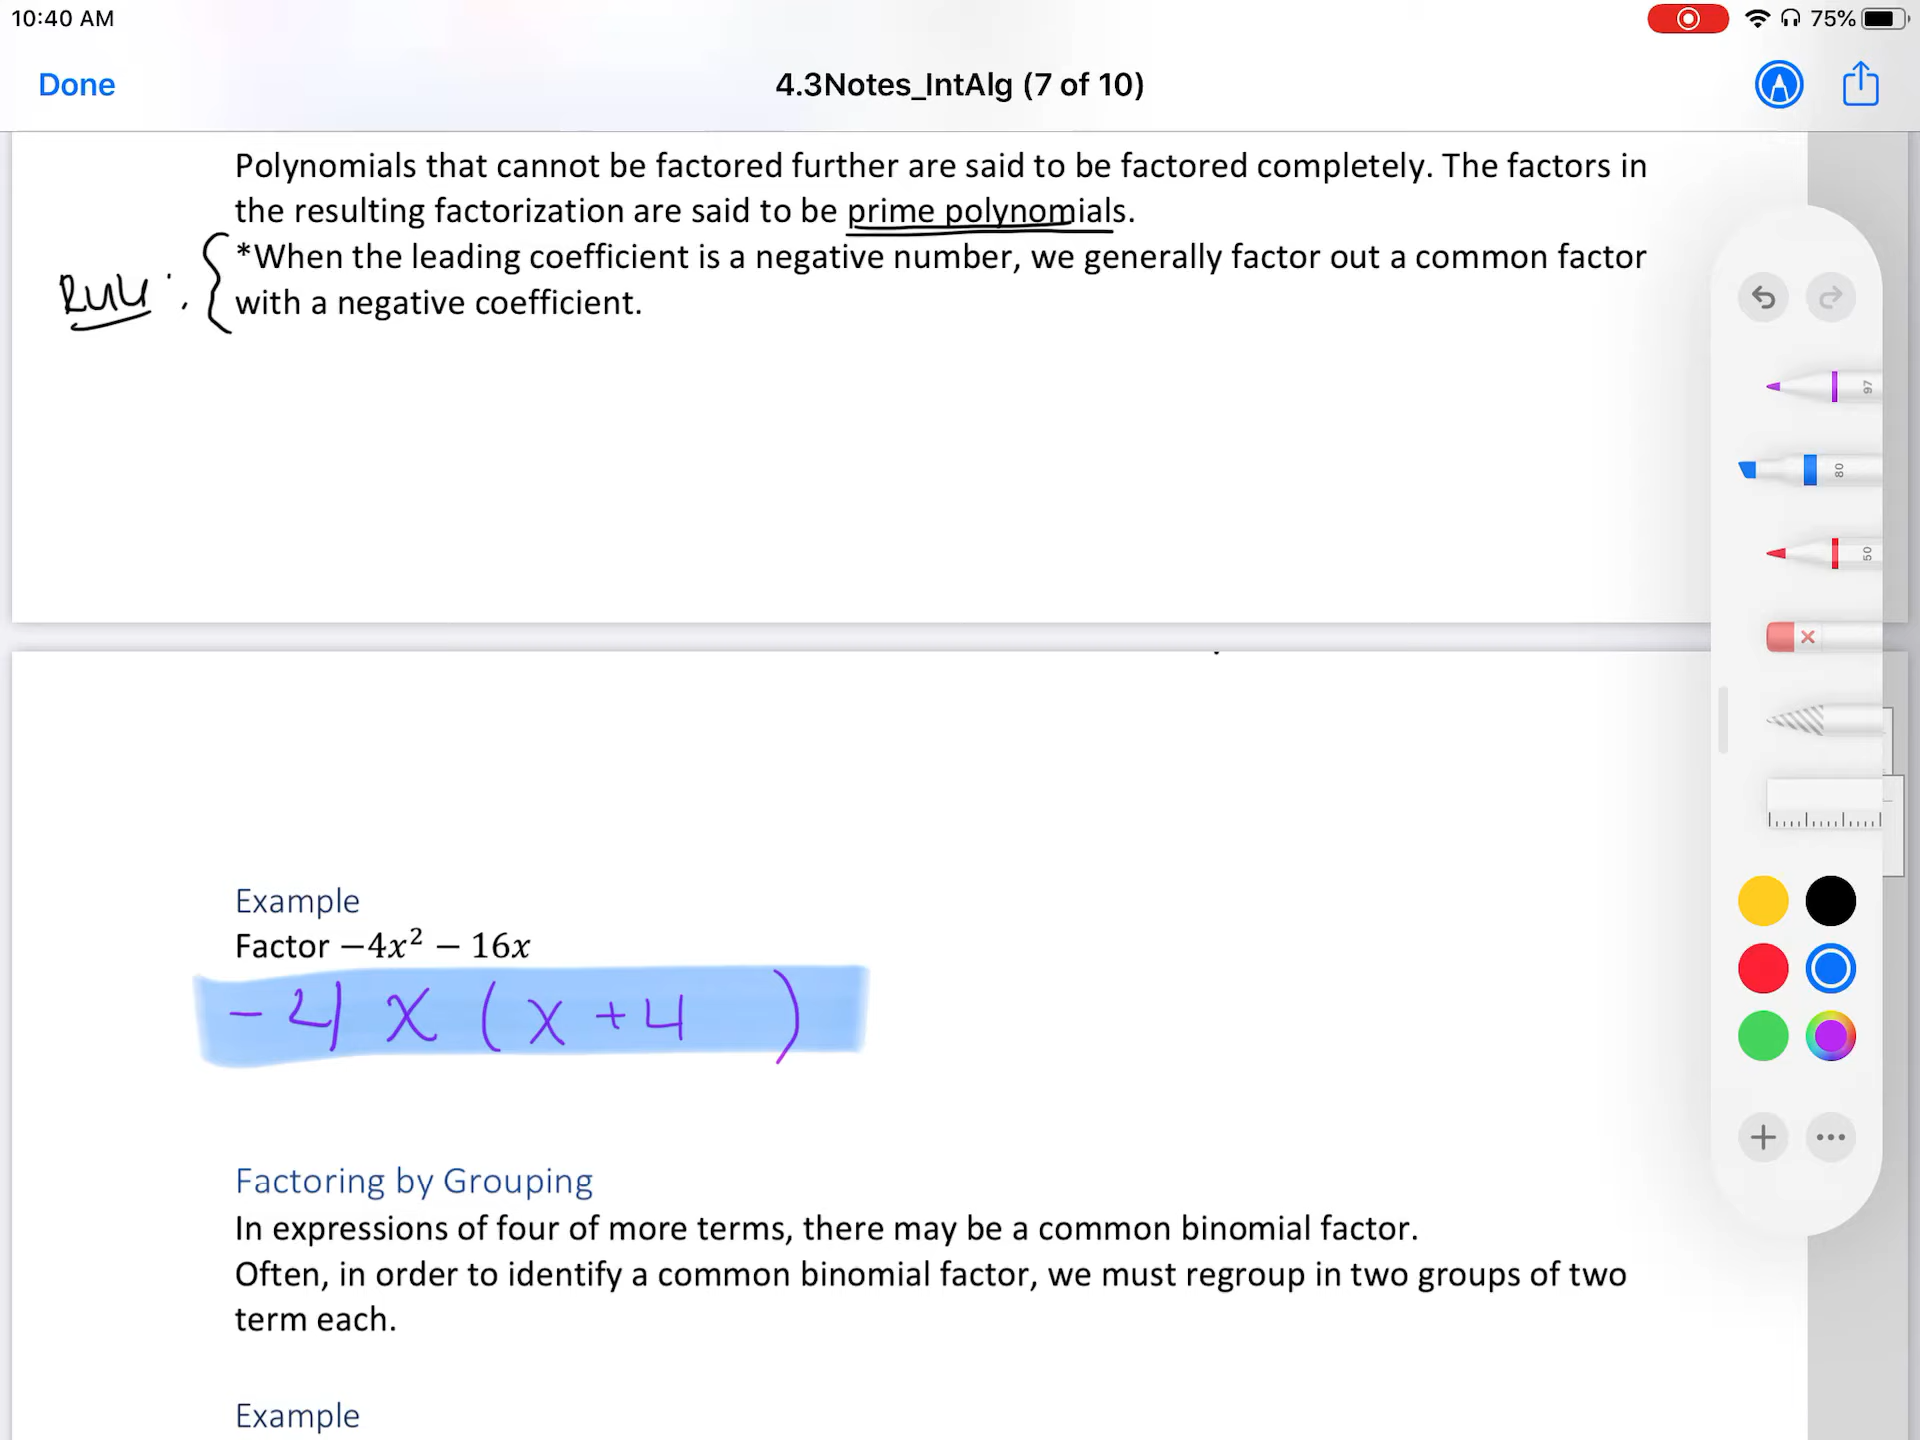 10:40 AM
75%
Done
4.3Notes_IntAlg (7 of 10)
Polynomials that cannot be factored further are said to be factored completely. The factors in
the resulting factorization are said to be prime polynomials.
Rule:
*When the leading coefficient is a negative number, we generally factor out a common factor
with a negative coefficient.
97
80
50
Example
Factor −4x² − 16x
-4x(x+4)
Factoring by Grouping
In expressions of four of more terms, there may be a common binomial factor.
Often, in order to identify a common binomial factor, we must regroup in two groups of two
term each.
Example